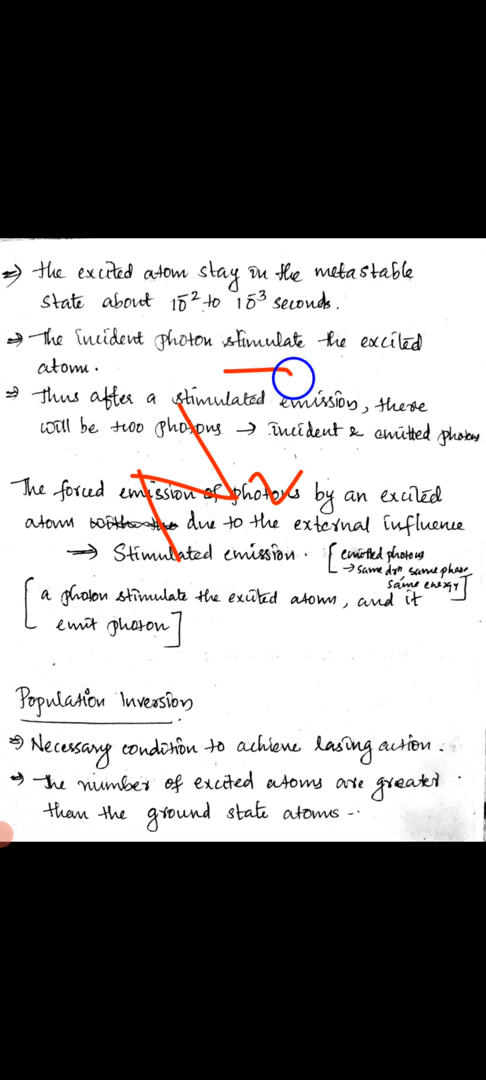 ⇒ The excited atom stay in the metastable
state about 10⁻² to 10⁻³ seconds.
⇒ The incident photon stimulate the excited
atom.
⇒ Thus after a stimulated emission, there
will be two photons → incident & emitted photons
The forced emission of photons by an excited
atom due to the external influence
→ Stimulated emission. [emitted photons
→ same drn same phase
same energy]
[a photon stimulate the excited atom, and it
emit photon]
Population Inversion
⇒ Necessary condition to achieve lasing action.
⇒ The number of excited atoms are greater
than the ground state atoms --